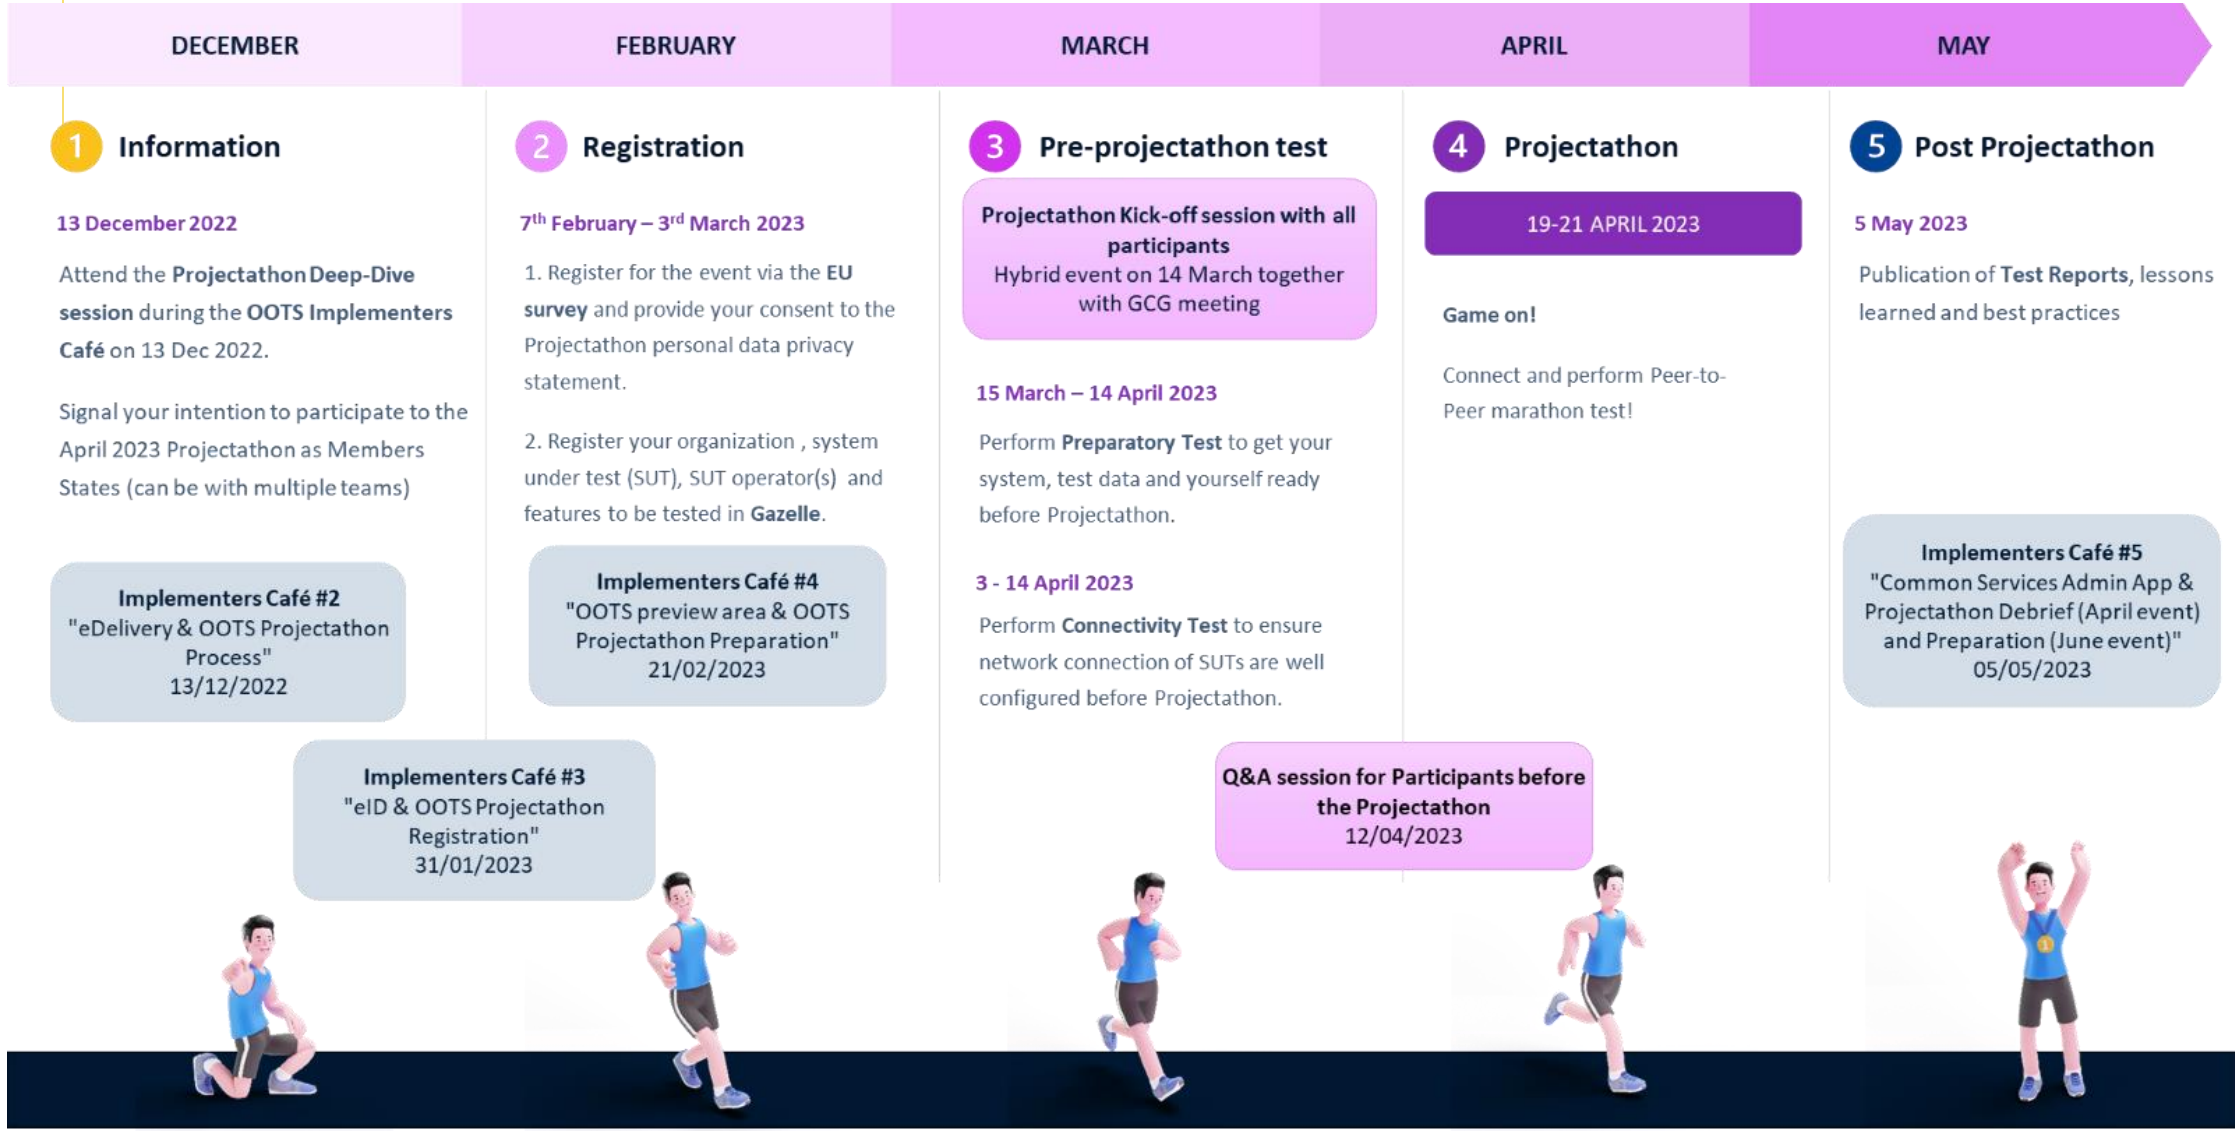 DECEMBER
FEBRUARY
MARCH
APRIL
MAY
1 Information
13 December 2022
Attend the Projectathon Deep-Dive
session during the OOTS Implementers
Café on 13 Dec 2022.
Signal your intention to participate to the
April 2023 Projectathon as Members
States (can be with multiple teams)
Implementers Café #2
"eDelivery & OOTS Projectathon
Process"
13/12/2022
Implementers Café #3
"eID & OOTS Projectathon
Registration"
31/01/2023
2 Registration
7th February – 3rd March 2023
1. Register for the event via the EU
survey and provide your consent to the
Projectathon personal data privacy
statement.
2. Register your organization , system
under test (SUT), SUT operator(s) and
features to be tested in Gazelle.
Implementers Café #4
"OOTS preview area & OOTS
Projectathon Preparation"
21/02/2023
3 Pre-projectathon test
Projectathon Kick-off session with all
participants
Hybrid event on 14 March together
with GCG meeting
15 March – 14 April 2023
Perform Preparatory Test to get your
system, test data and yourself ready
before Projectathon.
3 - 14 April 2023
Perform Connectivity Test to ensure
network connection of SUTs are well
configured before Projectathon.
Q&A session for Participants before
the Projectathon
12/04/2023
4 Projectathon
19-21 APRIL 2023
Game on!
Connect and perform Peer-to-
Peer marathon test!
5 Post Projectathon
5 May 2023
Publication of Test Reports, lessons
learned and best practices
Implementers Café #5
"Common Services Admin App &
Projectathon Debrief (April event)
and Preparation (June event)"
05/05/2023
1